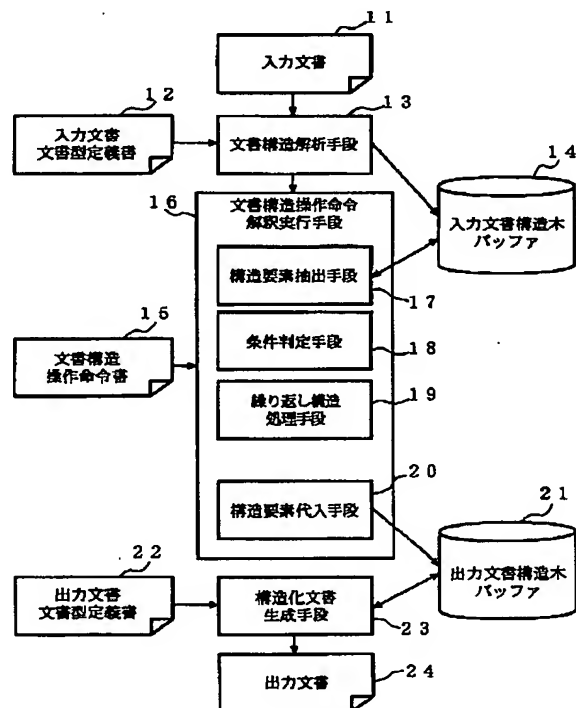 １１
入力文書
１２
１３
入力文書
文書型定義書
文書構造解析手段
１４
１６
文書構造操作命令
解釈実行手段
入力文書構造木
バッファ
構造要素抽出手段
１７
１５
文書構造
操作命令書
条件判定手段
１８
繰り返し構造
処理手段
１９
２０
構造要素代入手段
２１
２２
出力文書構造木
バッファ
出力文書
文書型定義書
構造化文書
生成手段
２３
出力文書
２４